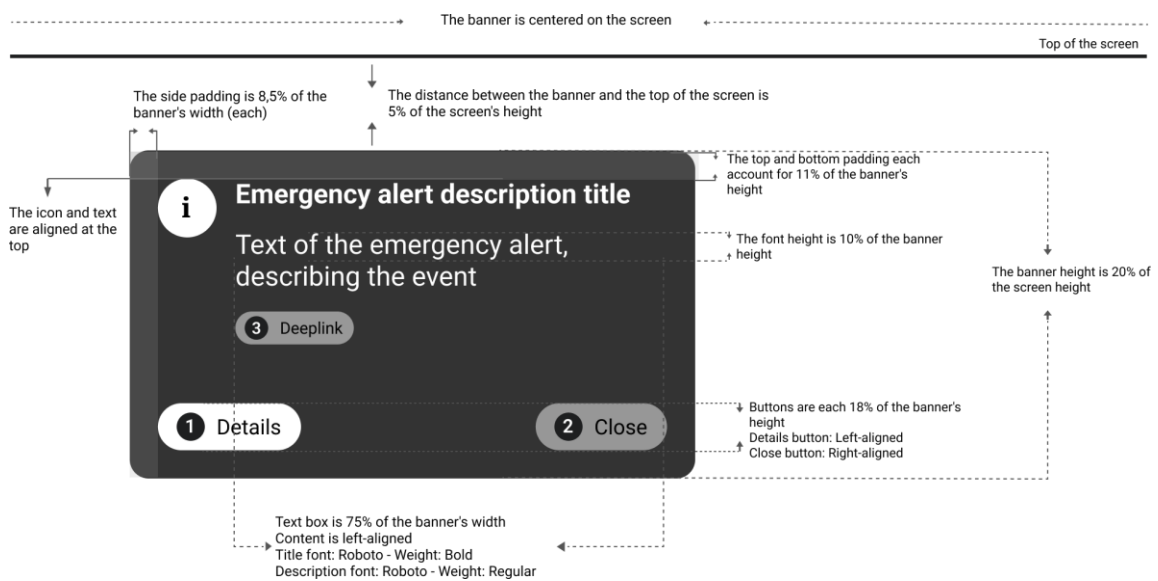 The banner is centered on the screen
Top of the screen
The side padding is 8,5% of the
banner's width (each)
The distance between the banner and the top of the screen is
5% of the screen's height
The top and bottom padding each
account for 11% of the banner's
height
i
Emergency alert description title
The icon and text
are aligned at the
top
Text of the emergency alert,
describing the event
The font height is 10% of the banner
height
The banner height is 20% of
the screen height
3 Deeplink
1 Details
2 Close
Buttons are each 18% of the banner's
height
Details button: Left-aligned
Close button: Right-aligned
Text box is 75% of the banner's width
Content is left-aligned
Title font: Roboto - Weight: Bold
Description font: Roboto - Weight: Regular